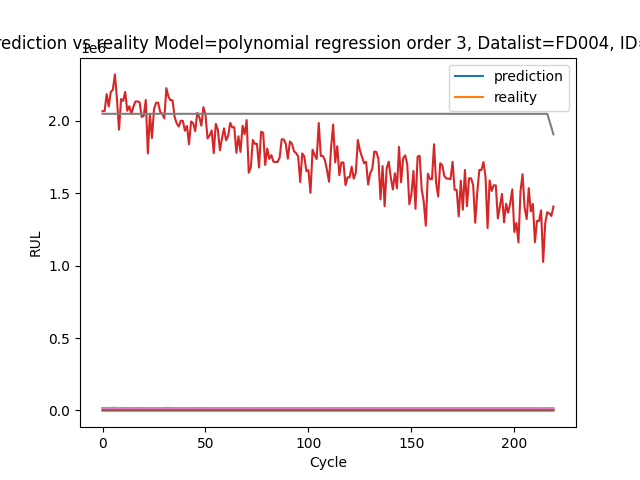 rediction vs reality Model=polynomial regression order 3, Datalist=FD004, ID=
1e6
prediction
reality
2.0
1.5
1.0
0.5
0.0
RUL
0 50 100 150 200
Cycle